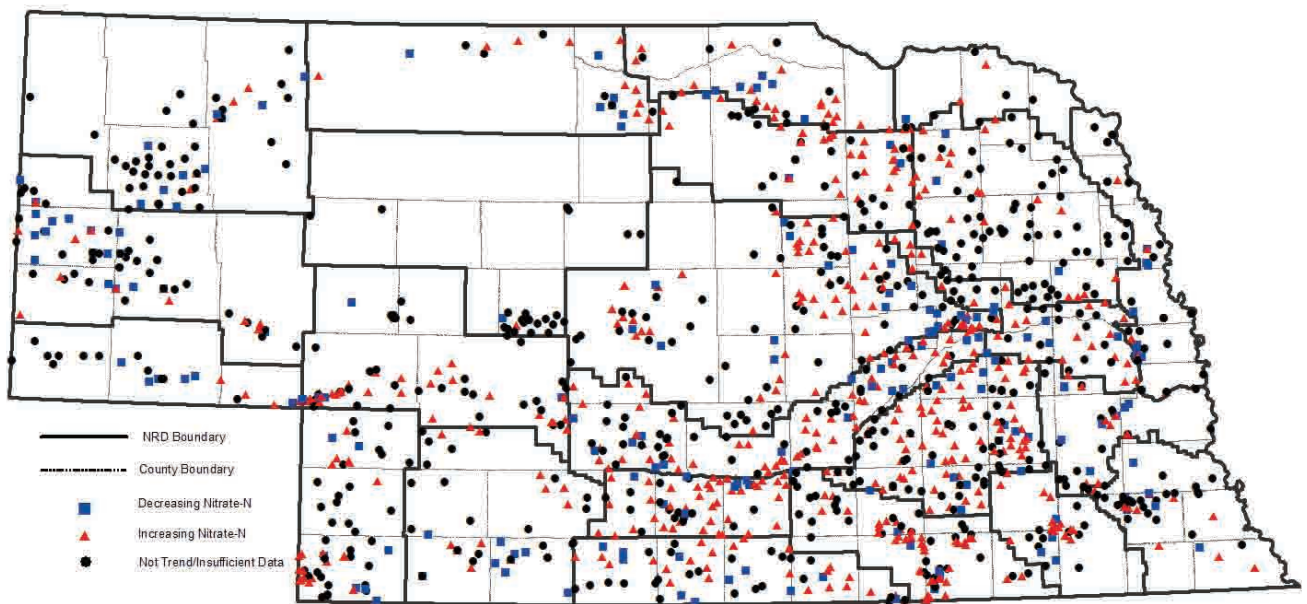 NRD Boundary
County Boundary
Decreasing Nitrate-N
Increasing Nitrate-N
Not Trend/Insufficient Data